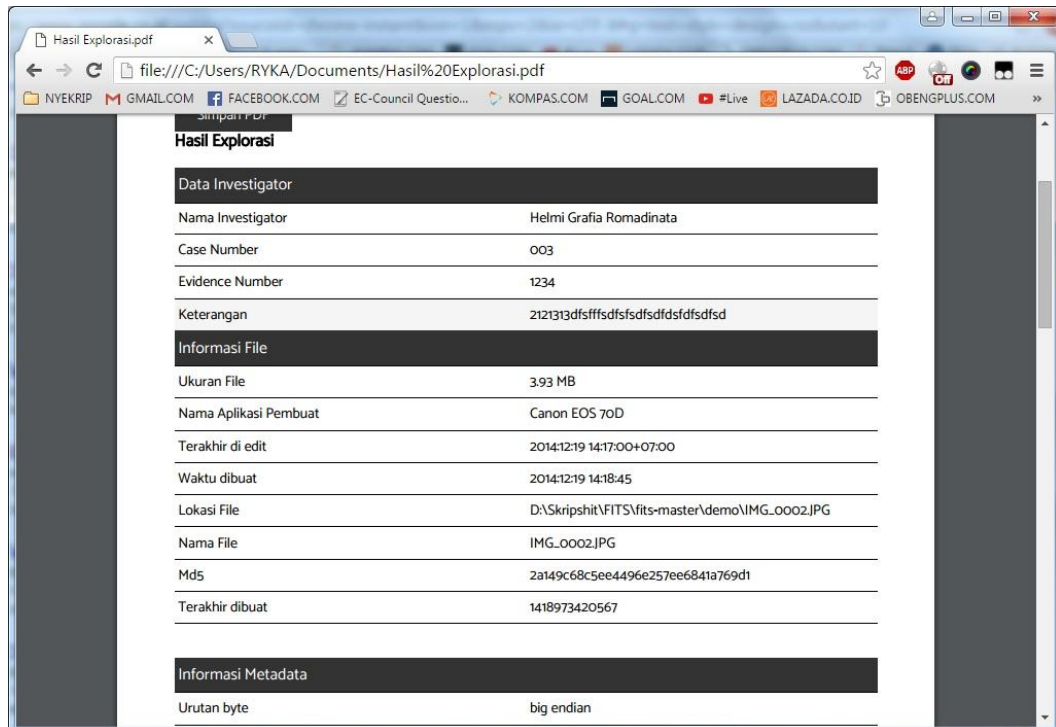 Hasil Explorasi.pdf
file:///C:/Users/RYKA/Documents/Hasil%20Explorasi.pdf
ABP
Off
NYEKRIP GMAIL.COM FACEBOOK.COM EC-Council Questio... KOMPAS.COM GOAL.COM #Live LAZADA.CO.ID OBENGPLUS.COM »
Simpan PDF
Hasil Explorasi
Data Investigator
Nama Investigator Helmi Grafia Romadinata
Case Number 003
Evidence Number 1234
Keterangan 2121313dfsfffsdfsfsdfsdfdsfdfsdfsd
Informasi File
Ukuran File 3.93 MB
Nama Aplikasi Pembuat Canon EOS 70D
Terakhir di edit 2014:12:19 14:17:00+07:00
Waktu dibuat 2014:12:19 14:18:45
Lokasi File D:\Skripshit\FITS\fits-master\demo\IMG_0002.JPG
Nama File IMG_0002.JPG
Md5 2a149c68c5ee4496e257ee6841a769d1
Terakhir dibuat 1418973420567
Informasi Metadata
Urutan byte big endian